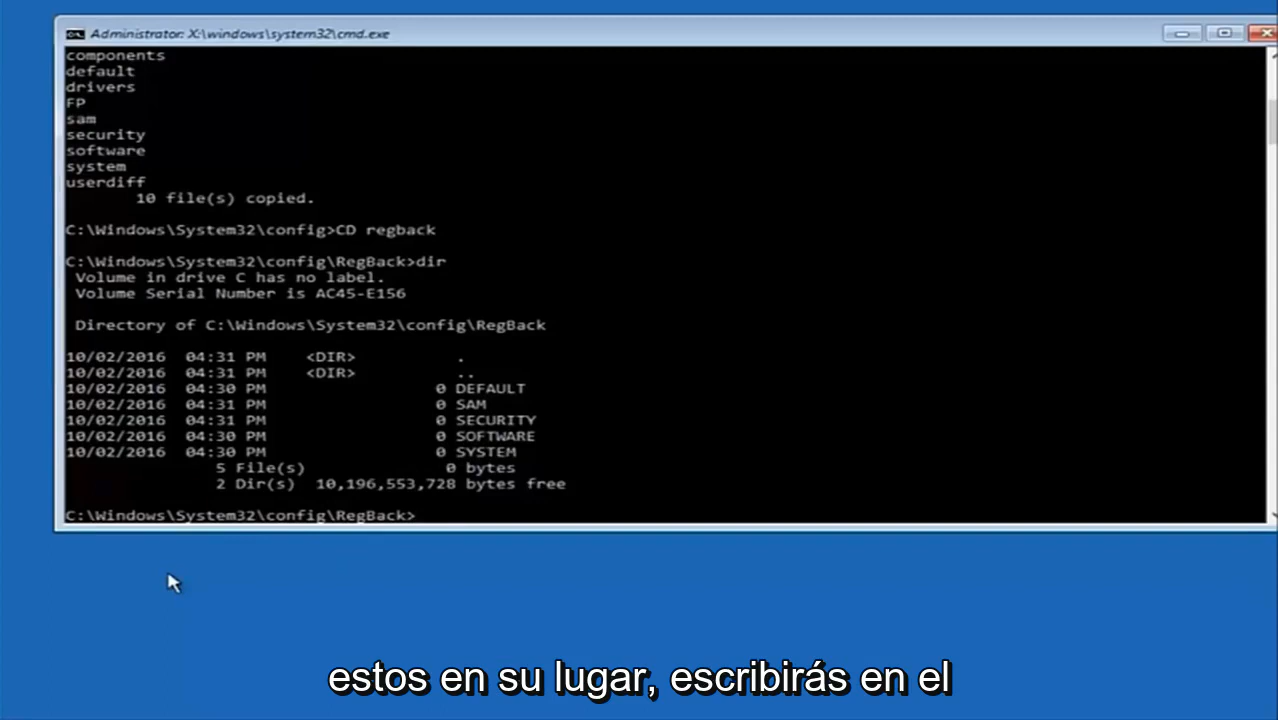 Administrator: X:\windows\system32\cmd.exe
components
default
drivers
FP
sam
security
software
system
userdiff
10 file(s) copied.
C:\Windows\System32\config>CD regback
C:\Windows\System32\config\RegBack>dir
Volume in drive C has no label.
Volume Serial Number is AC45-E156
Directory of C:\Windows\System32\config\RegBack
10/02/2016 04:31 PM <DIR> .
10/02/2016 04:31 PM <DIR> ..
10/02/2016 04:30 PM 0 DEFAULT
10/02/2016 04:31 PM 0 SAM
10/02/2016 04:31 PM 0 SECURITY
10/02/2016 04:30 PM 0 SOFTWARE
10/02/2016 04:30 PM 0 SYSTEM
5 File(s) 0 bytes
2 Dir(s) 10,196,553,728 bytes free
C:\Windows\System32\config\RegBack>
estos en su lugar, escribirás en el